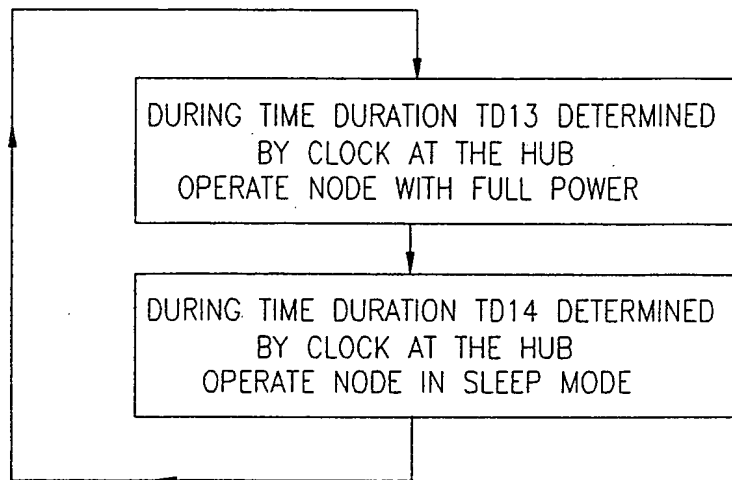 DURING TIME DURATION TD13 DETERMINED
BY CLOCK AT THE HUB
OPERATE NODE WITH FULL POWER
DURING TIME DURATION TD14 DETERMINED
BY CLOCK AT THE HUB
OPERATE NODE IN SLEEP MODE